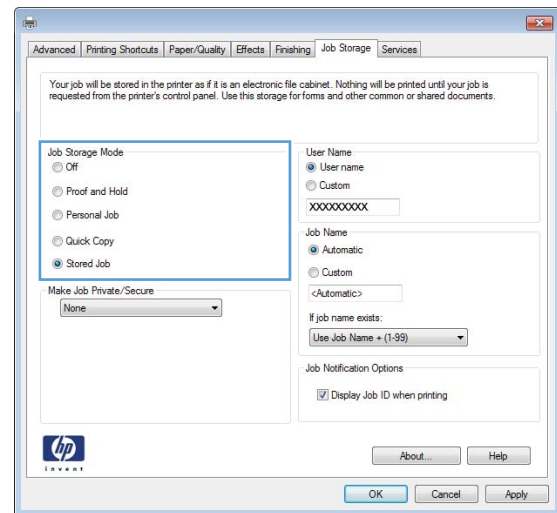 Advanced Printing Shortcuts Paper/Quality Effects Finishing Job Storage Services
Your job will be stored in the printer as if it is an electronic file cabinet. Nothing will be printed until your job is
requested from the printer's control panel. Use this storage for forms and other common or shared documents.
Job Storage Mode
Off
Proof and Hold
Personal Job
Quick Copy
Stored Job
Make Job Private/Secure
None
User Name
User name
Custom
XXXXXXXXX
Job Name
Automatic
Custom
<Automatic>
If job name exists:
Use Job Name + (1-99)
Job Notification Options
Display Job ID when printing
hp
invent
About... Help
OK Cancel Apply